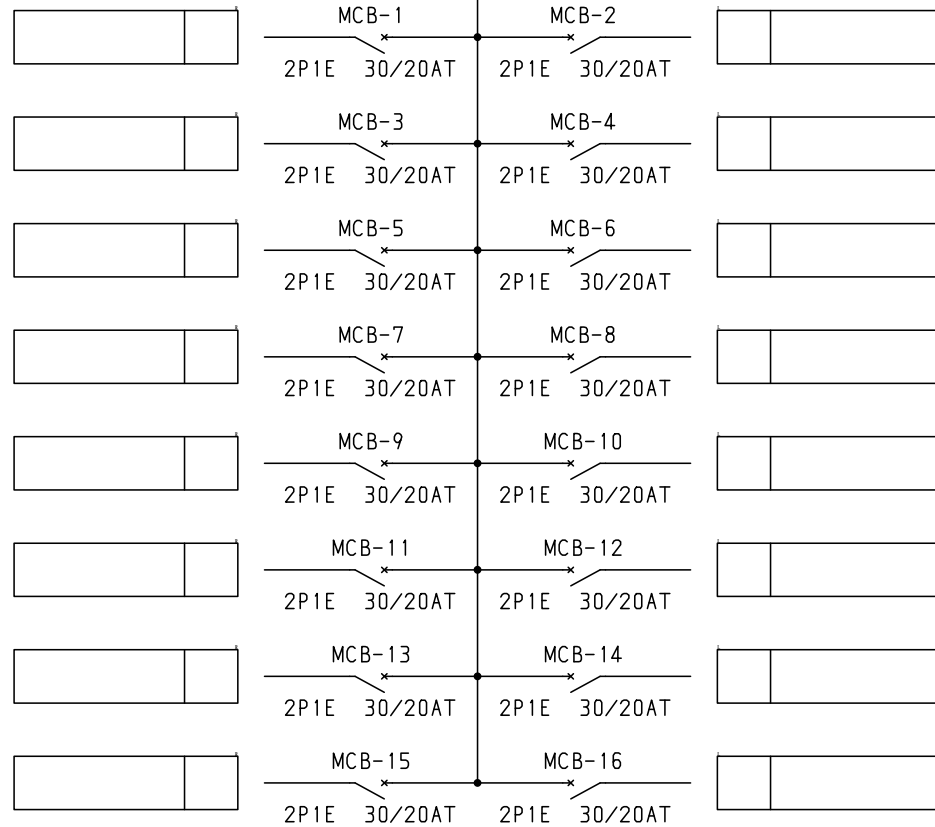 MCB-1 MCB-2
2P1E 30/20AT 2P1E 30/20AT
MCB-3 MCB-4
2P1E 30/20AT 2P1E 30/20AT
MCB-5 MCB-6
2P1E 30/20AT 2P1E 30/20AT
MCB-7 MCB-8
2P1E 30/20AT 2P1E 30/20AT
MCB-9 MCB-10
2P1E 30/20AT 2P1E 30/20AT
MCB-11 MCB-12
2P1E 30/20AT 2P1E 30/20AT
MCB-13 MCB-14
2P1E 30/20AT 2P1E 30/20AT
MCB-15 MCB-16
2P1E 30/20AT 2P1E 30/20AT